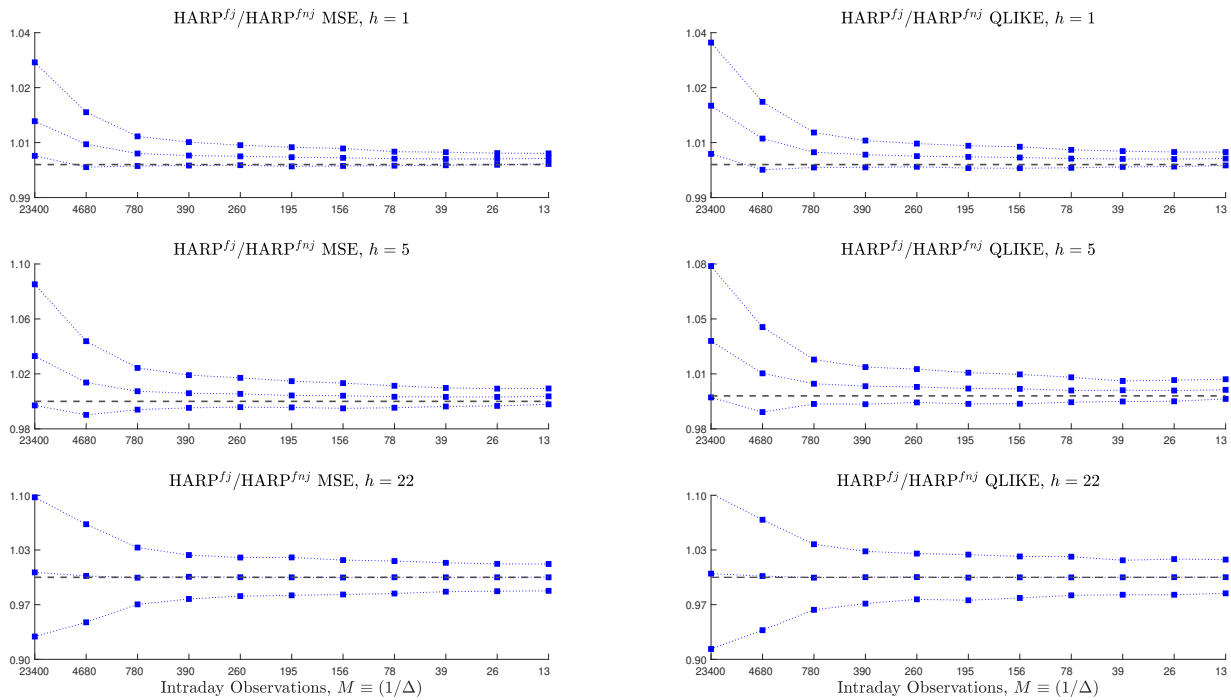 HARP^{fj}/HARP^{fnj} MSE, h = 1
1.04
1.02
1.01
0.99
23400 4680 780 390 260 195 156 78 39 26 13
HARP^{fj}/HARP^{fnj} QLIKE, h = 1
1.04
1.02
1.01
0.99
23400 4680 780 390 260 195 156 78 39 26 13
HARP^{fj}/HARP^{fnj} MSE, h = 5
1.10
1.06
1.02
0.98
23400 4680 780 390 260 195 156 78 39 26 13
HARP^{fj}/HARP^{fnj} QLIKE, h = 5
1.08
1.05
1.01
0.98
23400 4680 780 390 260 195 156 78 39 26 13
HARP^{fj}/HARP^{fnj} MSE, h = 22
1.10
1.03
0.97
0.90
23400 4680 780 390 260 195 156 78 39 26 13
Intraday Observations, M ≡ (1/Δ)
HARP^{fj}/HARP^{fnj} QLIKE, h = 22
1.10
1.03
0.97
0.90
23400 4680 780 390 260 195 156 78 39 26 13
Intraday Observations, M ≡ (1/Δ)